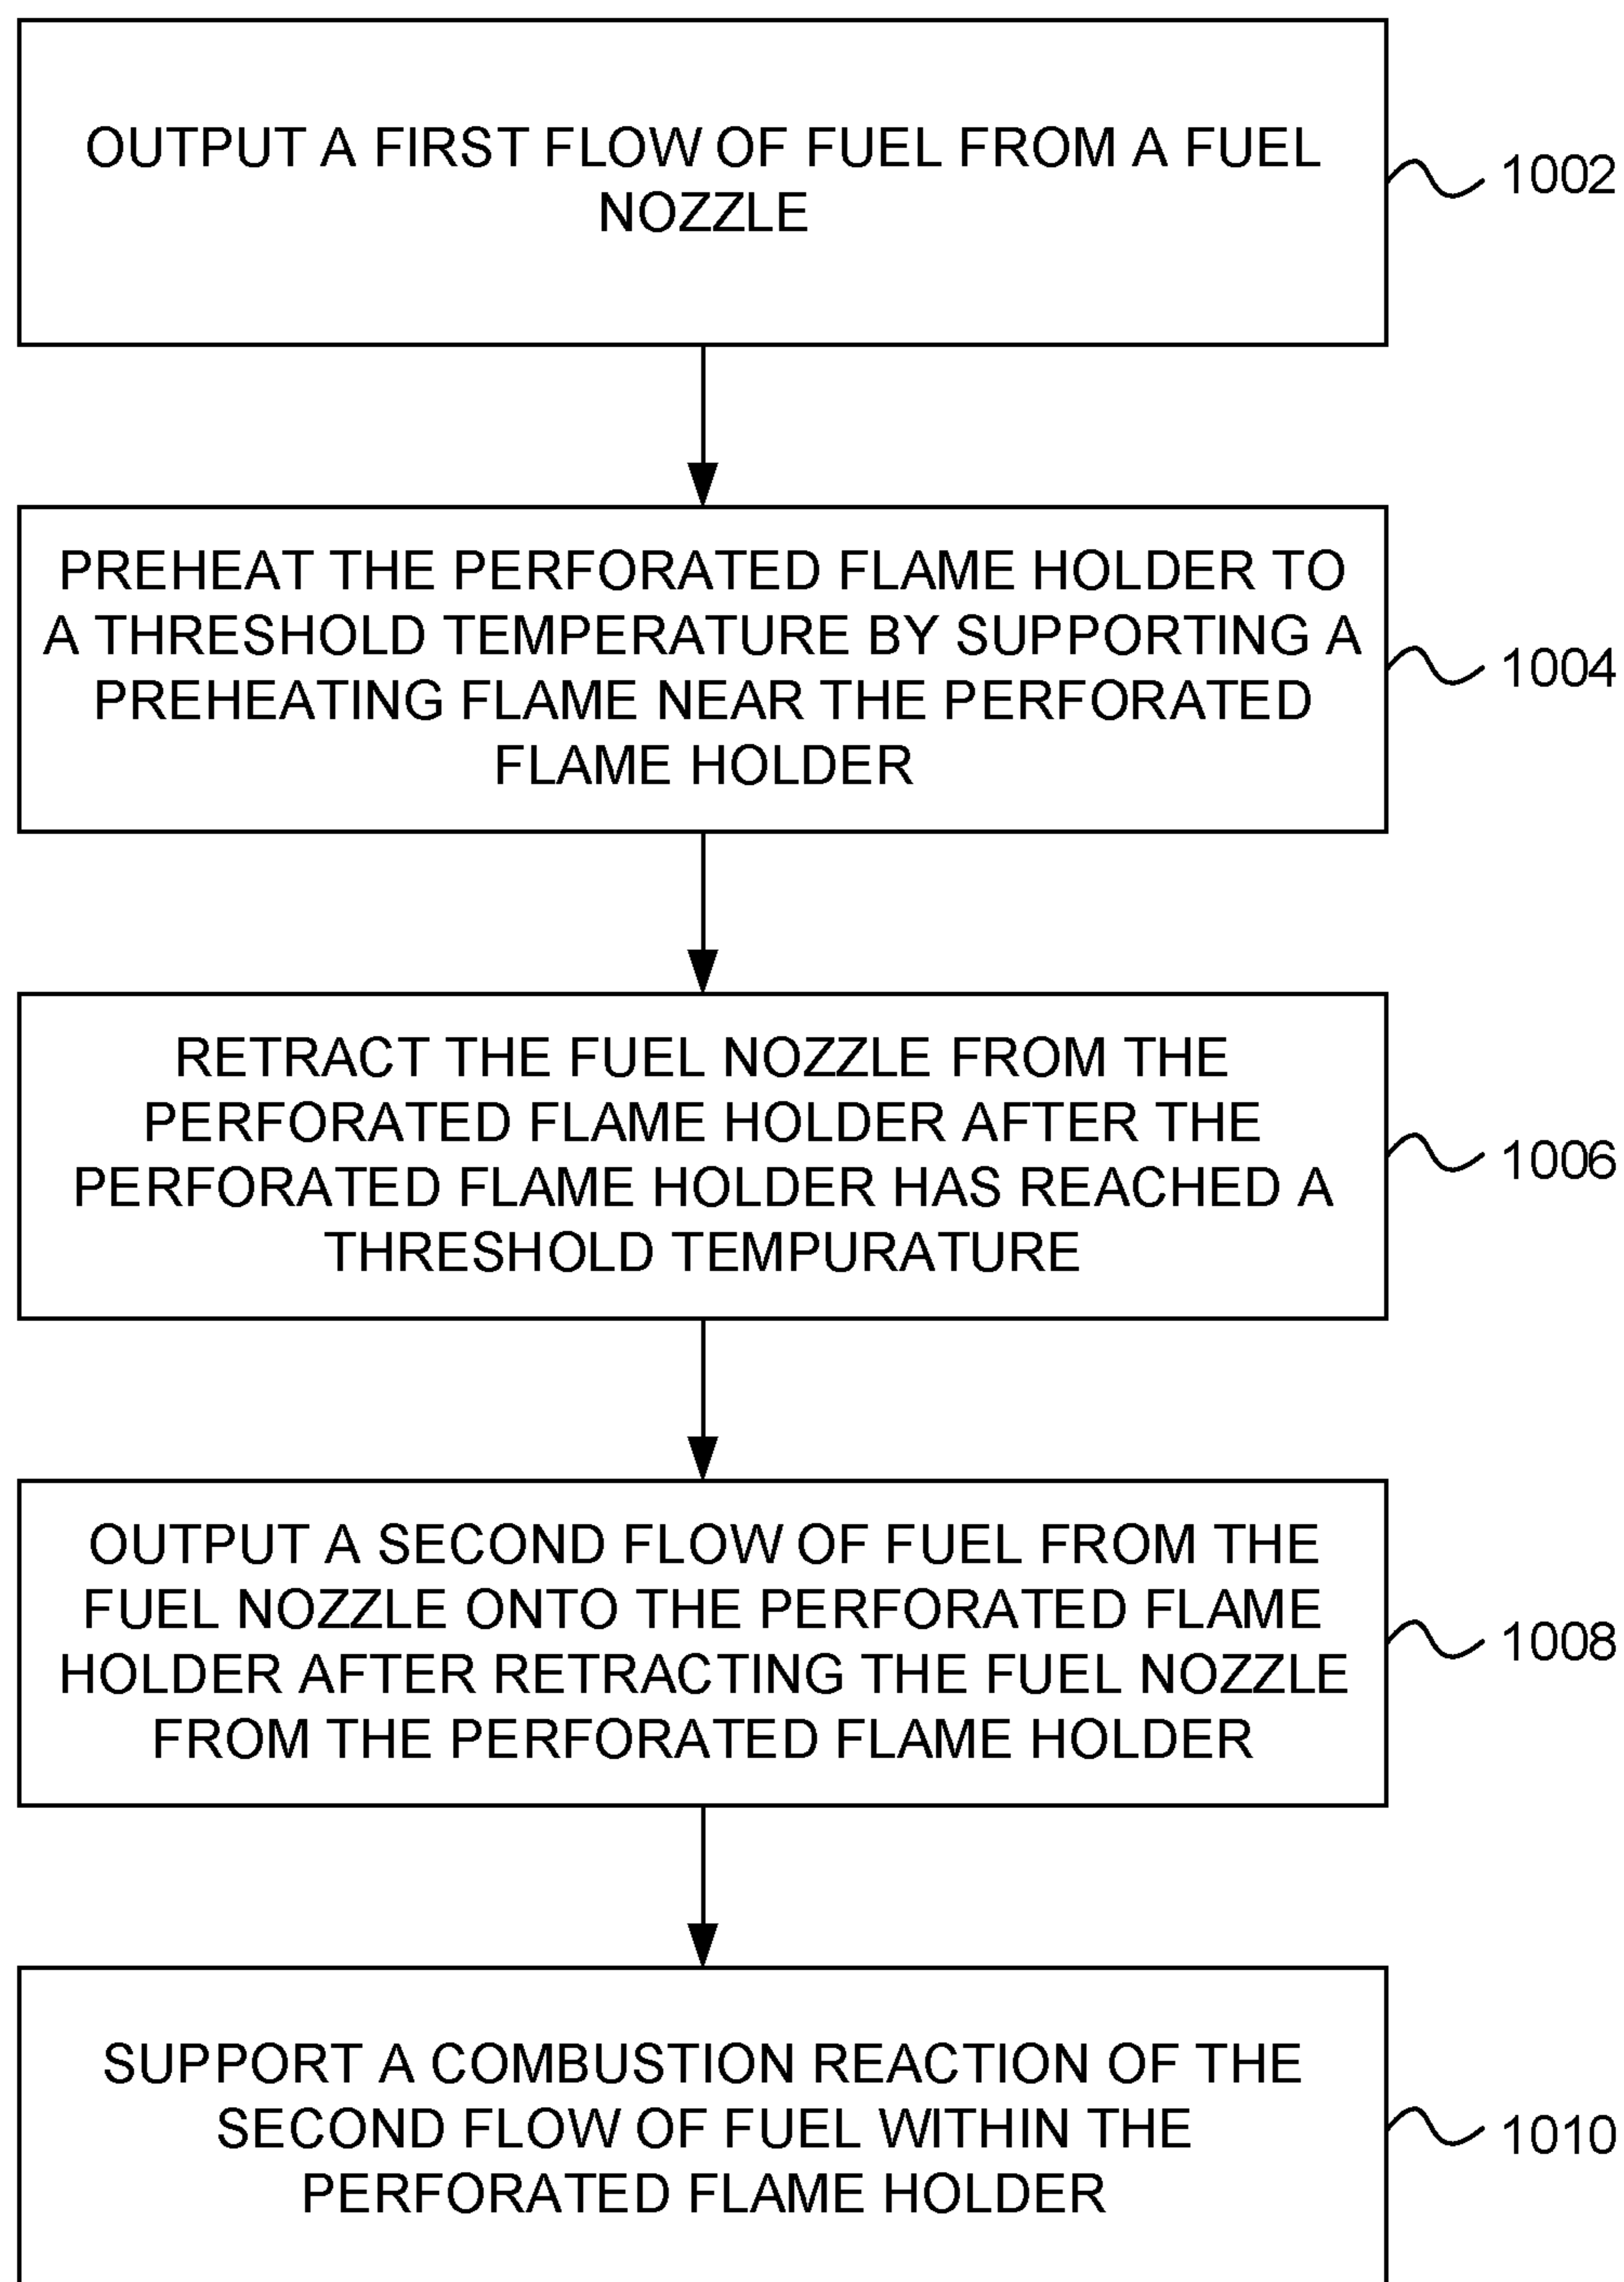 OUTPUT A FIRST FLOW OF FUEL FROM A FUEL
NOZZLE
1002
PREHEAT THE PERFORATED FLAME HOLDER TO
A THRESHOLD TEMPERATURE BY SUPPORTING A
PREHEATING FLAME NEAR THE PERFORATED
FLAME HOLDER
1004
RETRACT THE FUEL NOZZLE FROM THE
PERFORATED FLAME HOLDER AFTER THE
PERFORATED FLAME HOLDER HAS REACHED A
THRESHOLD TEMPURATURE
1006
OUTPUT A SECOND FLOW OF FUEL FROM THE
FUEL NOZZLE ONTO THE PERFORATED FLAME
HOLDER AFTER RETRACTING THE FUEL NOZZLE
FROM THE PERFORATED FLAME HOLDER
1008
SUPPORT A COMBUSTION REACTION OF THE
SECOND FLOW OF FUEL WITHIN THE
PERFORATED FLAME HOLDER
1010